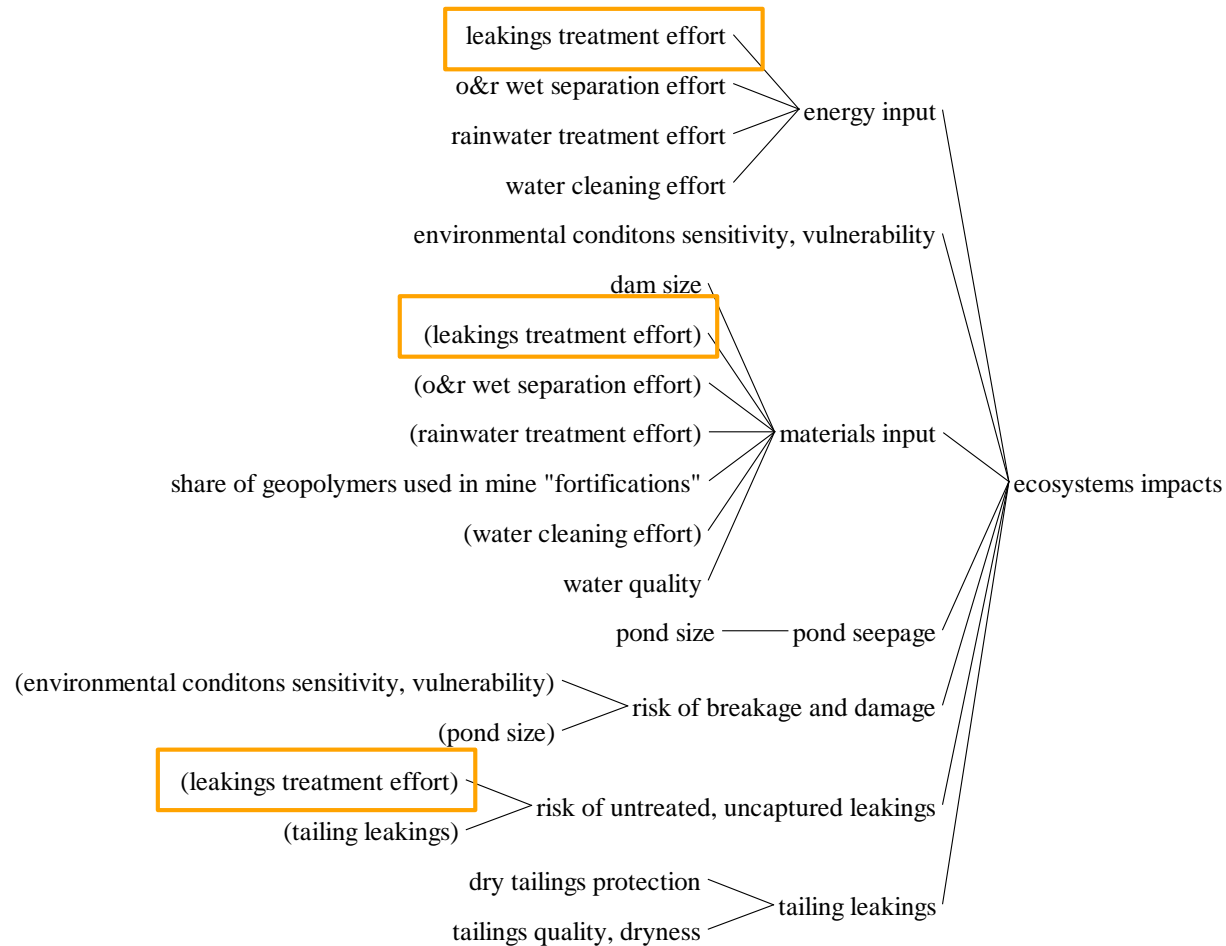 leakings treatment effort
o&r wet separation effort
energy input
rainwater treatment effort
water cleaning effort
environmental conditons sensitivity, vulnerability
dam size
(leakings treatment effort)
(o&r wet separation effort)
(rainwater treatment effort)
materials input
share of geopolymers used in mine "fortifications"
ecosystems impacts
(water cleaning effort)
water quality
pond size
pond seepage
(environmental conditons sensitivity, vulnerability)
risk of breakage and damage
(pond size)
(leakings treatment effort)
risk of untreated, uncaptured leakings
(tailing leakings)
dry tailings protection
tailing leakings
tailings quality, dryness